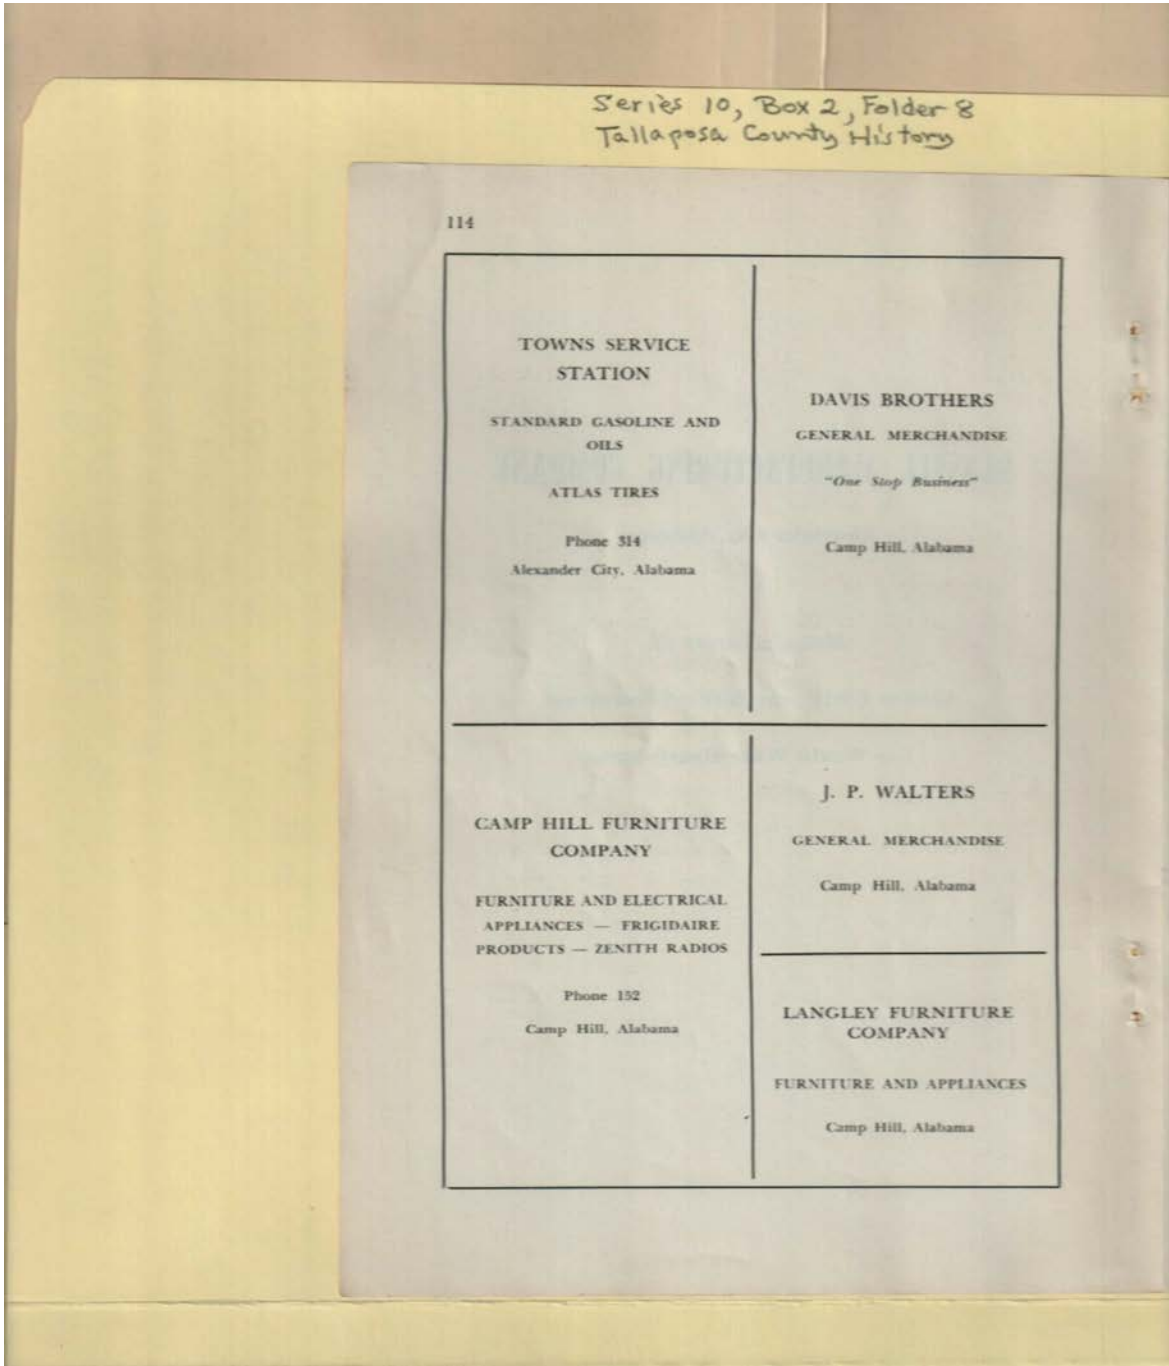 Series 10, Box 2, Folder 8
Tallaposa County History
114
TOWNS SERVICE
STATION
STANDARD GASOLINE AND
OILS
ATLAS TIRES
Phone 314
Alexander City, Alabama
DAVIS BROTHERS
GENERAL MERCHANDISE
"One Stop Business"
Camp Hill, Alabama
CAMP HILL FURNITURE
COMPANY
FURNITURE AND ELECTRICAL
APPLIANCES — FRIGIDAIRE
PRODUCTS — ZENITH RADIOS
Phone 152
Camp Hill, Alabama
J. P. WALTERS
GENERAL MERCHANDISE
Camp Hill, Alabama
LANGLEY FURNITURE
COMPANY
FURNITURE AND APPLIANCES
Camp Hill, Alabama